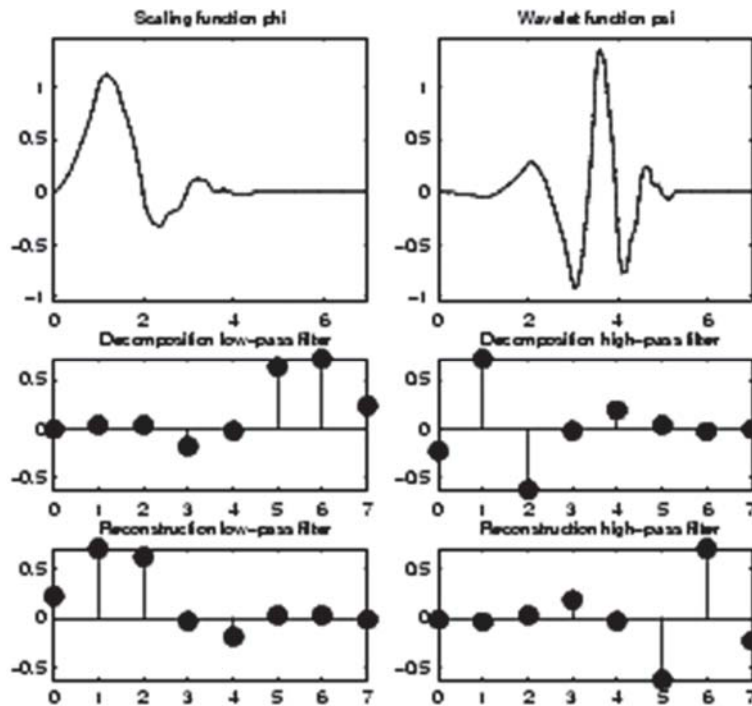 Scaling function phi
Wavelet function psi
1
0.5
0
-0.5
-1
0 2 4 6
1
0.5
0
-0.5
-1
0 2 4 6
Decomposition low-pass filter
Decomposition high-pass filter
0.5
0
-0.5
0 1 2 3 4 5 6 7
0.5
0
-0.5
0 1 2 3 4 5 6 7
Reconstruction low-pass filter
Reconstruction high-pass filter
0.5
0
-0.5
0 1 2 3 4 5 6 7
0.5
0
-0.5
0 1 2 3 4 5 6 7